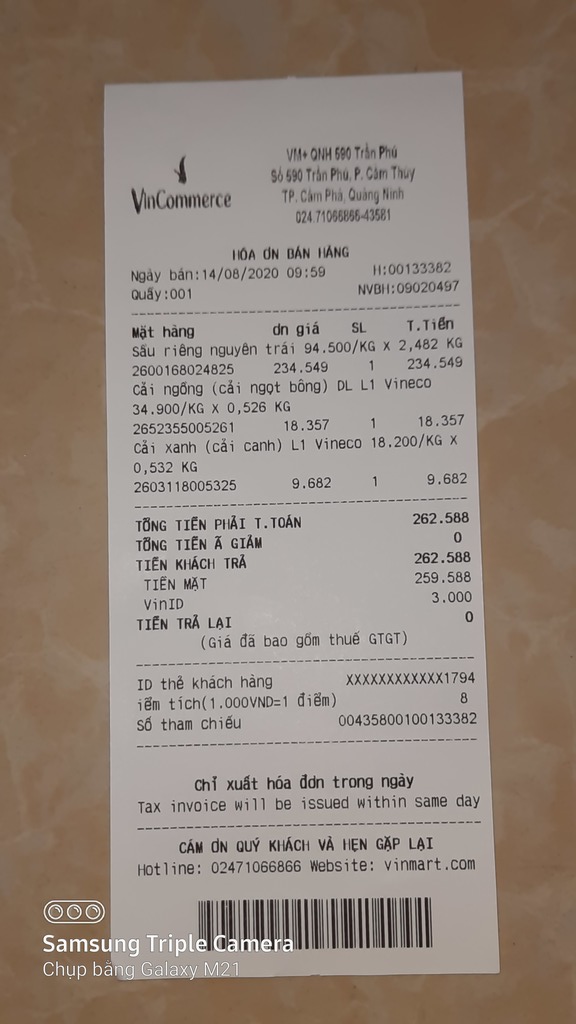 VinCommerce
VM+ QNH 590 Trần Phú
Số 590 Trần Phú, P. Cẩm Thủy
TP. Cẩm Phả, Quảng Ninh
024.71066866-43581
HÓA ƠN BÁN HÀNG
Ngày bán:14/08/2020 09:59 H:00133382
Quầy:001 NVBH:09020497
Mặt hàng ơn giá SL T.Tiền
Sầu riêng nguyên trái 94.500/KG X 2,482 KG
2600168024825 234.549 1 234.549
Cải ngồng (cải ngọt bông) DL L1 Vineco
34.900/KG X 0,526 KG
2652355005261 18.357 1 18.357
Cải xanh (cải canh) L1 Vineco 18.200/KG X
0,532 KG
2603118005325 9.682 1 9.682
TỔNG TIỀN PHẢI T.TOÁN 262.588
TỔNG TIỀN Ã GIẢM 0
TIỀN KHÁCH TRẢ 262.588
TIỀN MẶT 259.588
VinID 3.000
TIỀN TRẢ LẠI 0
(Giá đã bao gồm thuế GTGT)
ID thẻ khách hàng XXXXXXXXXXXX1794
iểm tích(1.000VND=1 điểm) 8
Số tham chiếu 00435800100133382
Chỉ xuất hóa đơn trong ngày
Tax invoice will be issued within same day
CẢM ƠN QUÝ KHÁCH VÀ HẸN GẶP LẠI
Hotline: 02471066866 Website: vinmart.com
Samsung Triple Camera
Chụp bằng Galaxy M21